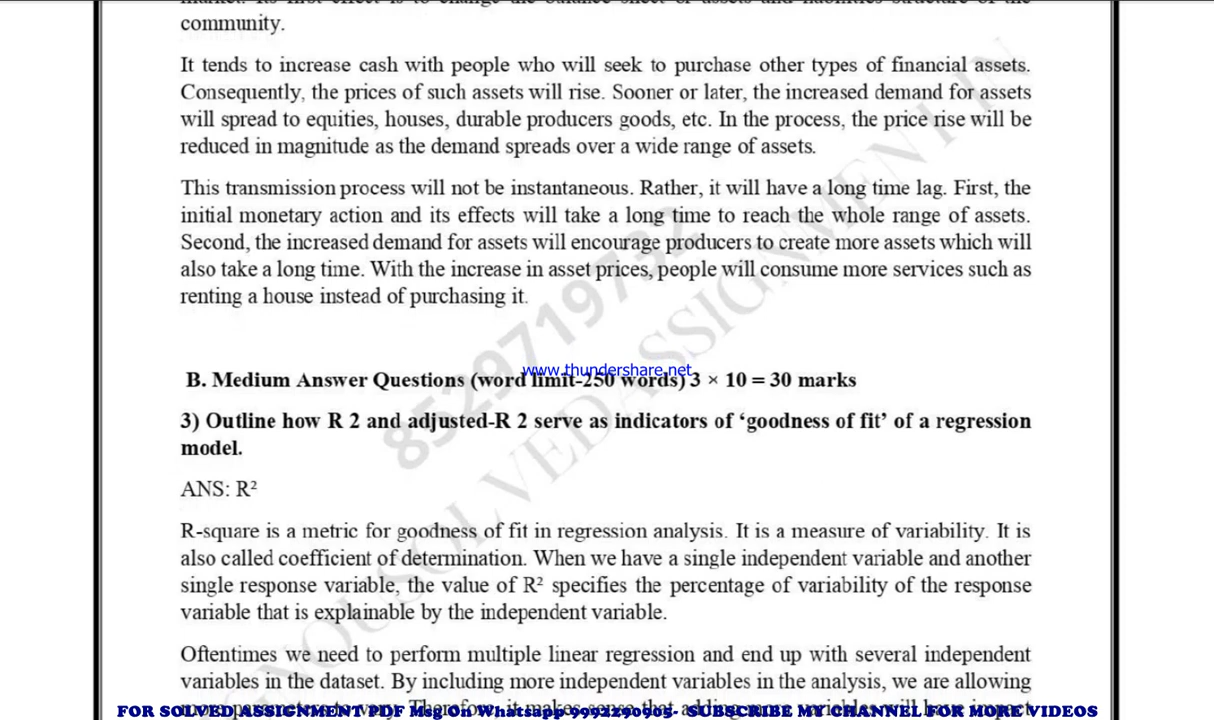 community.
It tends to increase cash with people who will seek to purchase other types of financial assets.
Consequently, the prices of such assets will rise. Sooner or later, the increased demand for assets
will spread to equities, houses, durable producers goods, etc. In the process, the price rise will be
reduced in magnitude as the demand spreads over a wide range of assets.
This transmission process will not be instantaneous. Rather, it will have a long time lag. First, the
initial monetary action and its effects will take a long time to reach the whole range of assets.
Second, the increased demand for assets will encourage producers to create more assets which will
also take a long time. With the increase in asset prices, people will consume more services such as
renting a house instead of purchasing it.
8529719732
IGNOU SOLVED ASSIGNMENT IN
www.thundershare.net
B. Medium Answer Questions (word limit-250 words) 3 × 10 = 30 marks
3) Outline how R 2 and adjusted-R 2 serve as indicators of ‘goodness of fit’ of a regression
model.
ANS: R²
R-square is a metric for goodness of fit in regression analysis. It is a measure of variability. It is
also called coefficient of determination. When we have a single independent variable and another
single response variable, the value of R² specifies the percentage of variability of the response
variable that is explainable by the independent variable.
Oftentimes we need to perform multiple linear regression and end up with several independent
variables in the dataset. By including more independent variables in the analysis, we are allowing
FOR SOLVED ASSIGNMENT PDF Msg On Whatsapp 9992290905- SUBSCRIBE MY CHANNEL FOR MORE VIDEOS